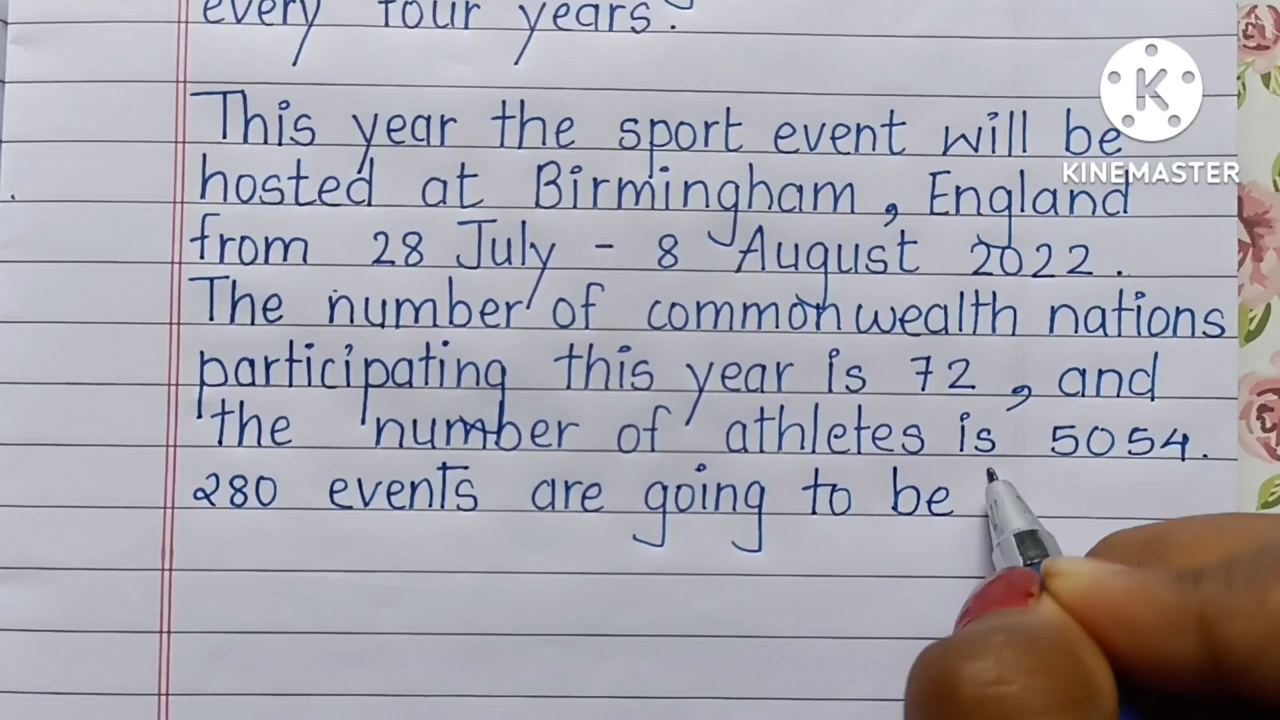 every four years.
This year the sport event will be
hosted at Birmingham, England
from 28 July - 8 August 2022.
The number of commonwealth nations
participating this year is 72, and
the number of athletes is 5054.
280 events are going to be
K
KINEMASTER